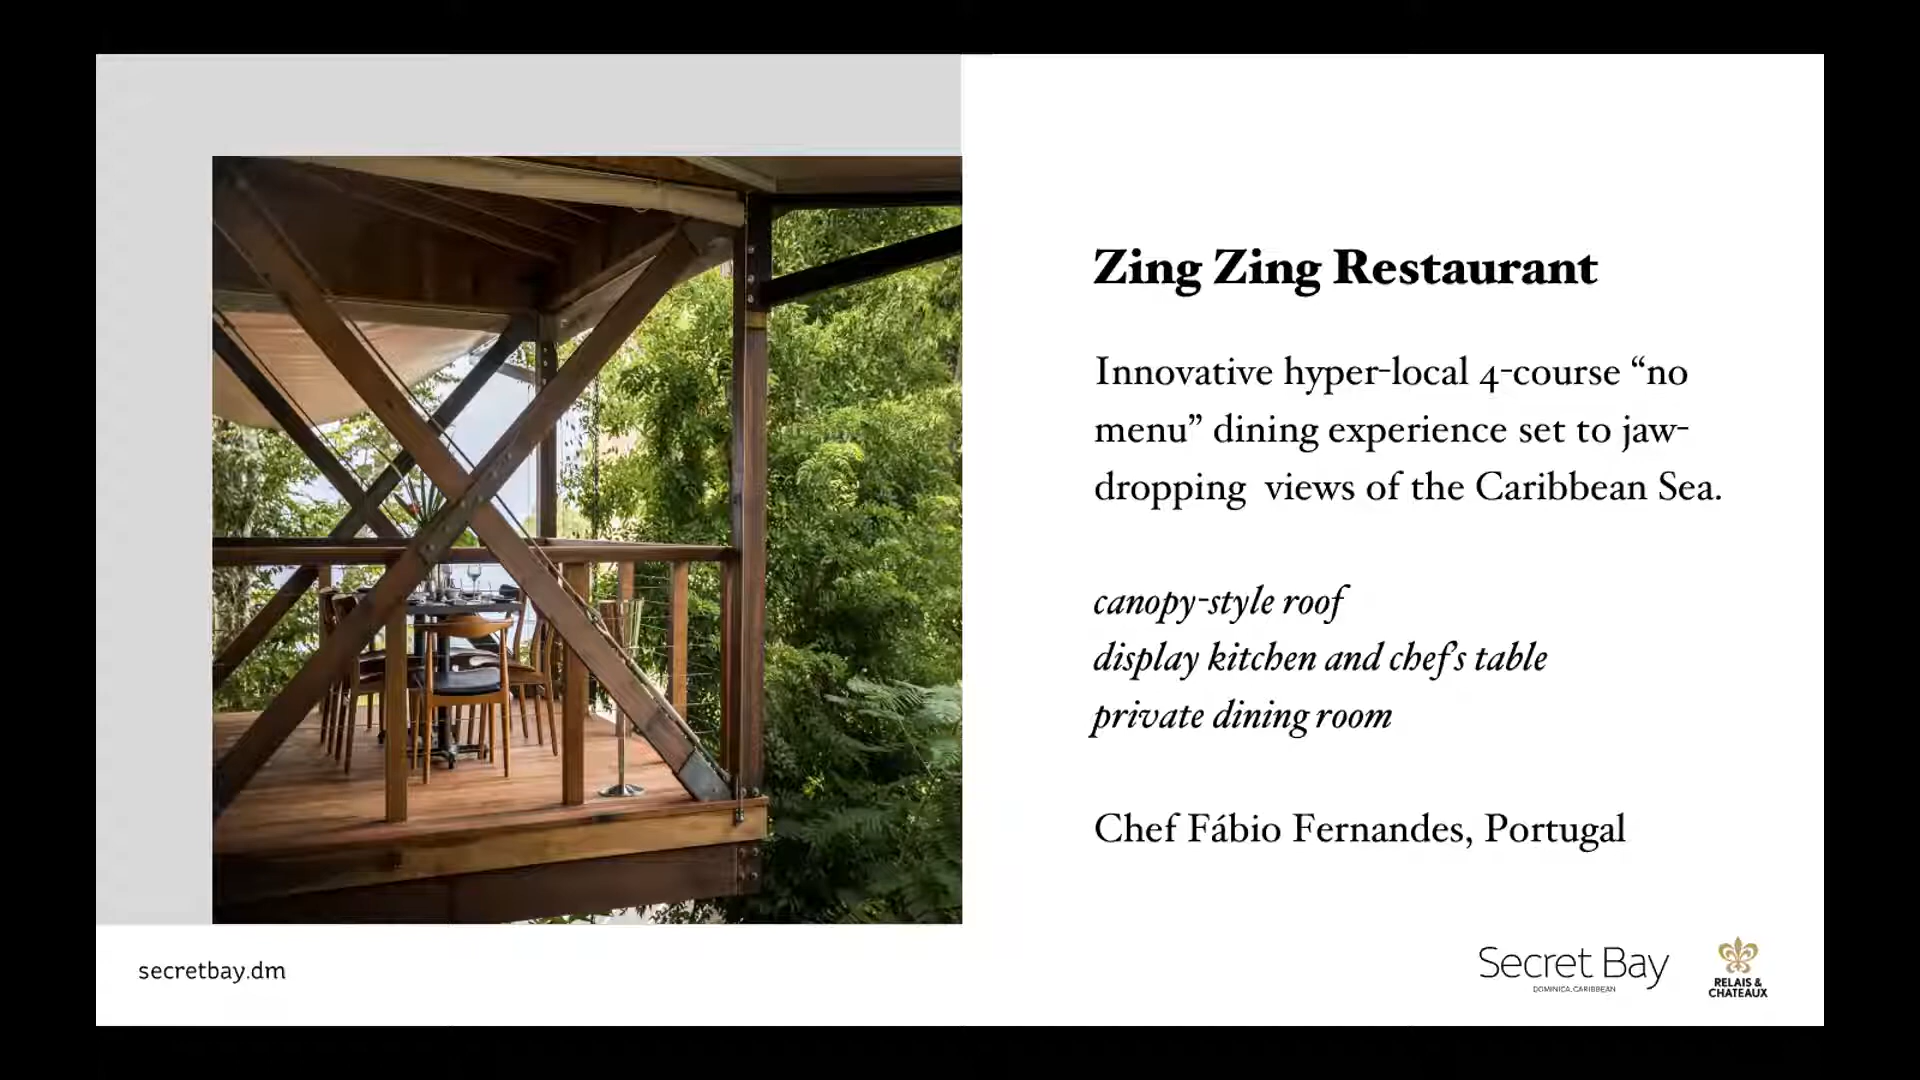 Zing Zing Restaurant
Innovative hyper-local 4-course “no
menu” dining experience set to jaw-
dropping  views of the Caribbean Sea.
canopy-style roof
display kitchen and chef's table
private dining room
Chef Fábio Fernandes, Portugal
secretbay.dm
Secret Bay
DOMINICA, CARIBBEAN
RELAIS &
CHATEAUX